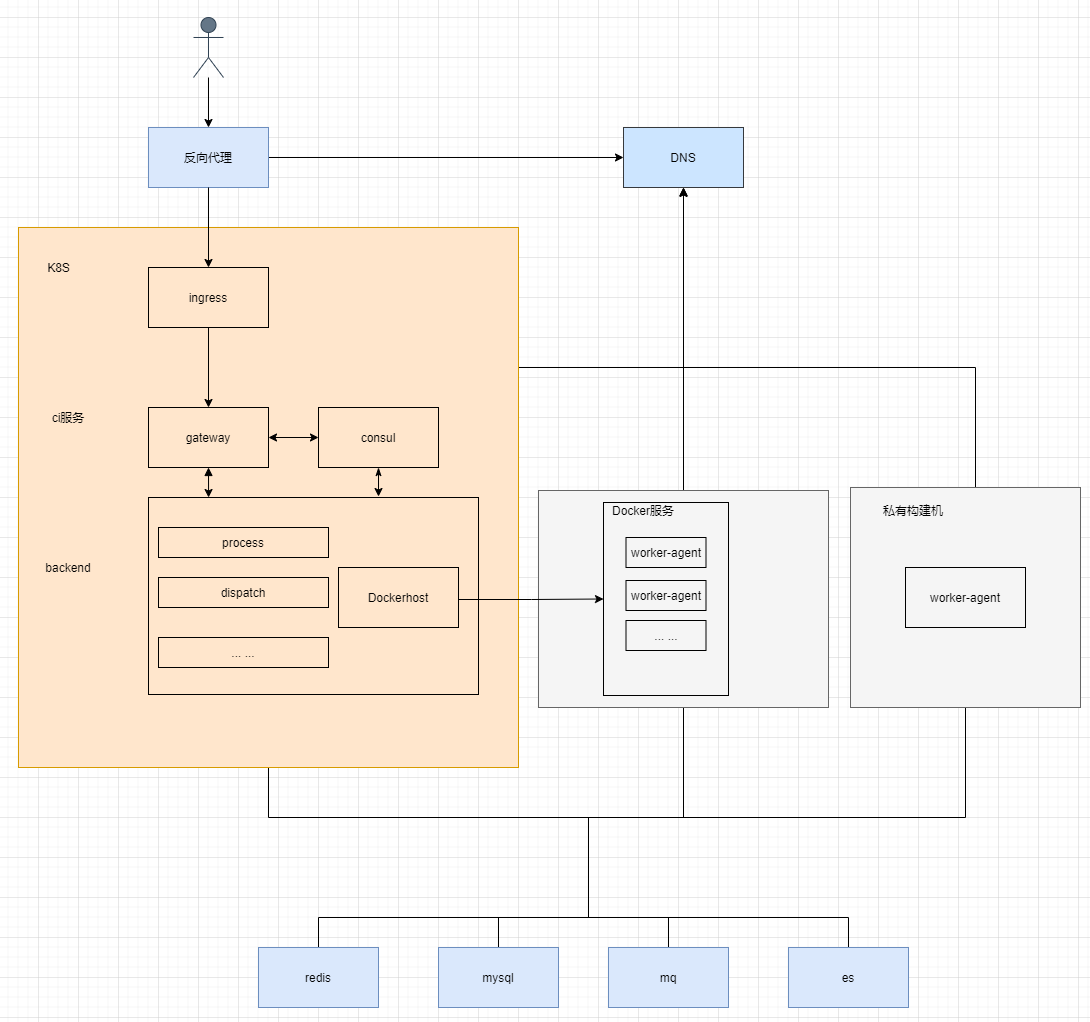 反向代理
DNS
K8S
ingress
ci服务
gateway
consul
backend
process
dispatch
... ...
Dockerhost
Docker服务
worker-agent
worker-agent
... ...
私有构建机
worker-agent
redis
mysql
mq
es